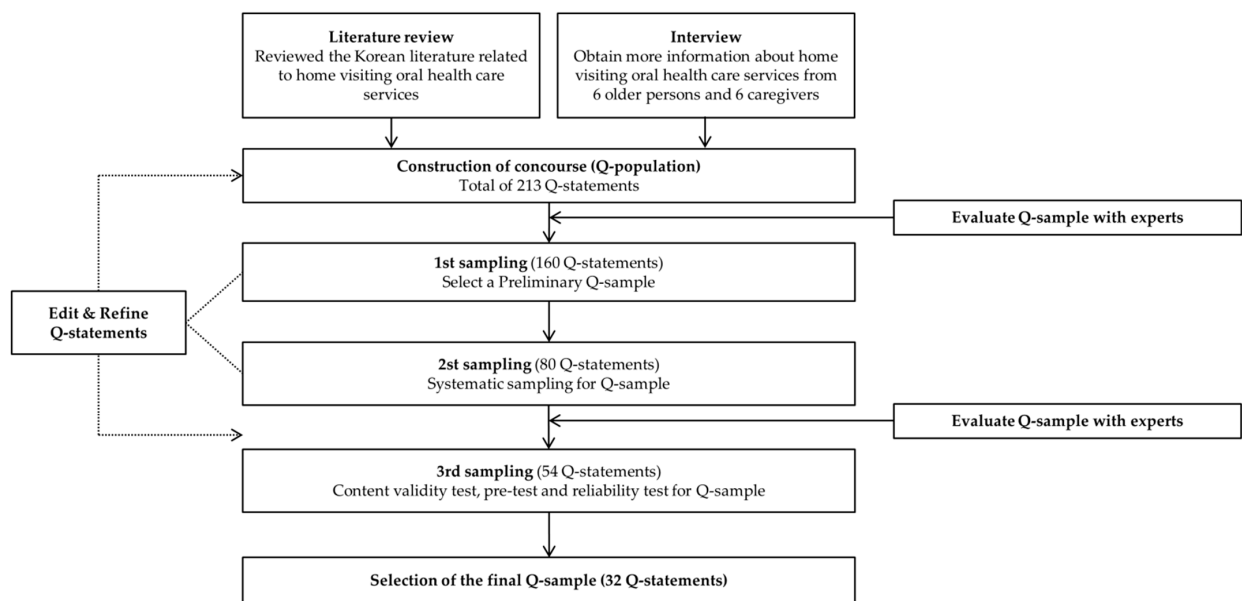 Literature review
Reviewed the Korean literature related
to home visiting oral health care
services
Interview
Obtain more information about home
visiting oral health care services from
6 older persons and 6 caregivers
Construction of concourse (Q-population)
Total of 213 Q-statements
Evaluate Q-sample with experts
1st sampling (160 Q-statements)
Select a Preliminary Q-sample
Edit & Refine
Q-statements
2st sampling (80 Q-statements)
Systematic sampling for Q-sample
Evaluate Q-sample with experts
3rd sampling (54 Q-statements)
Content validity test, pre-test and reliability test for Q-sample
Selection of the final Q-sample (32 Q-statements)